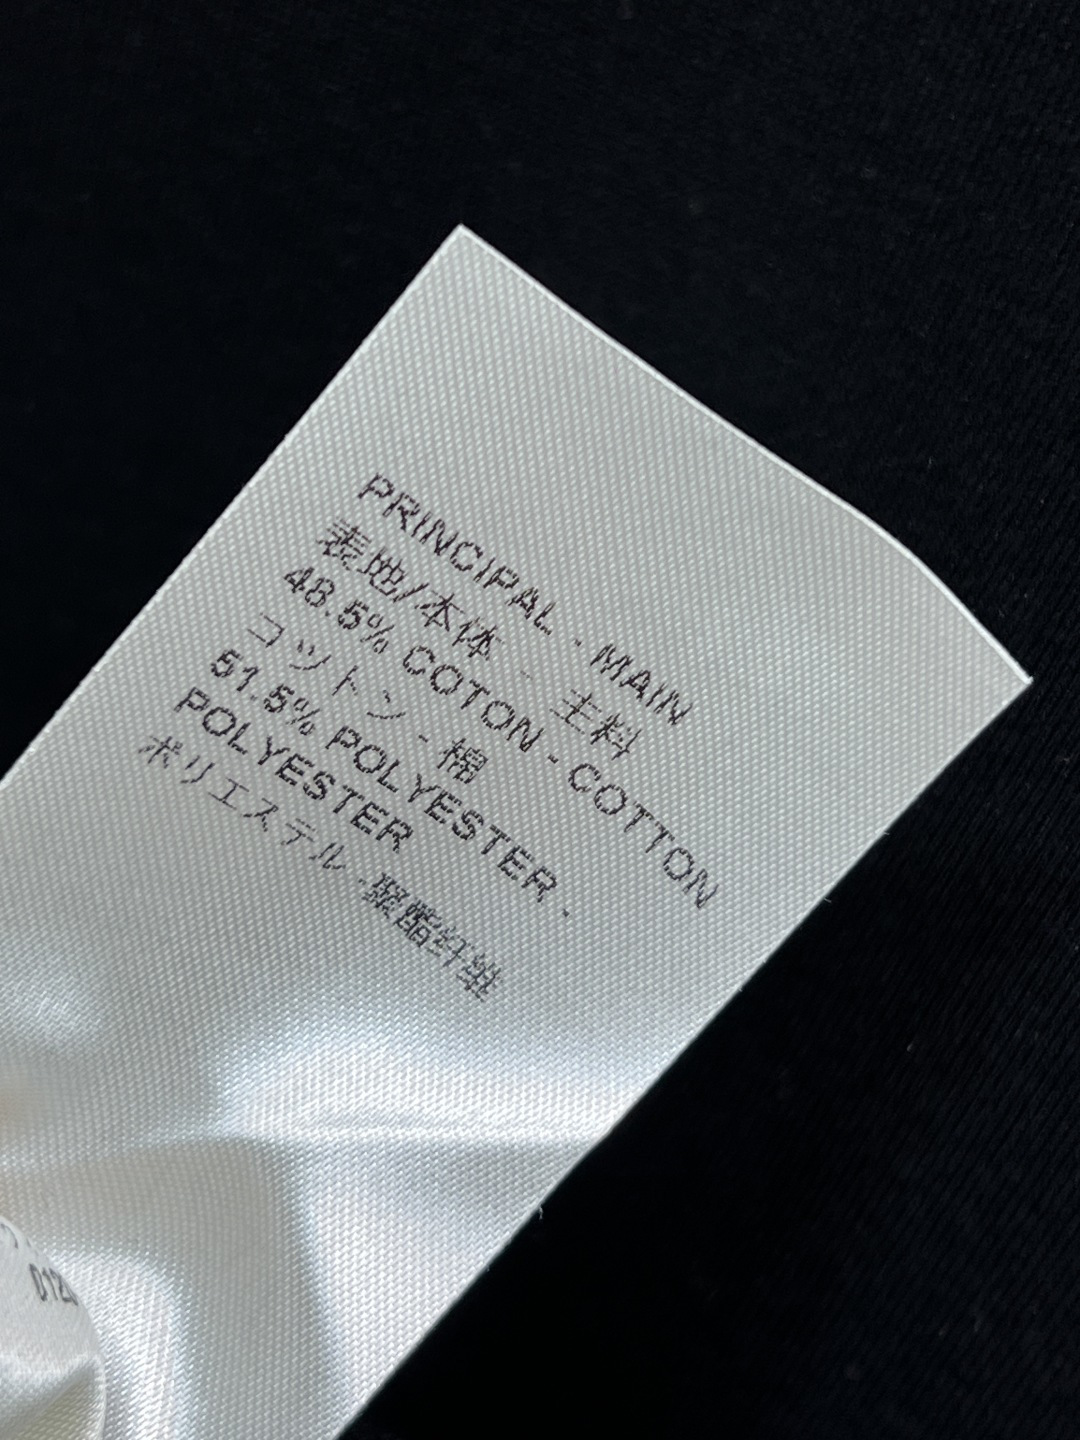 PRINCIPAL - MAIN
表地/本体 - 主料
48.5% COTON - COTTON
コットン - 棉
51.5% POLYESTER -
POLYESTER
ポリエステル - 聚酯纤维